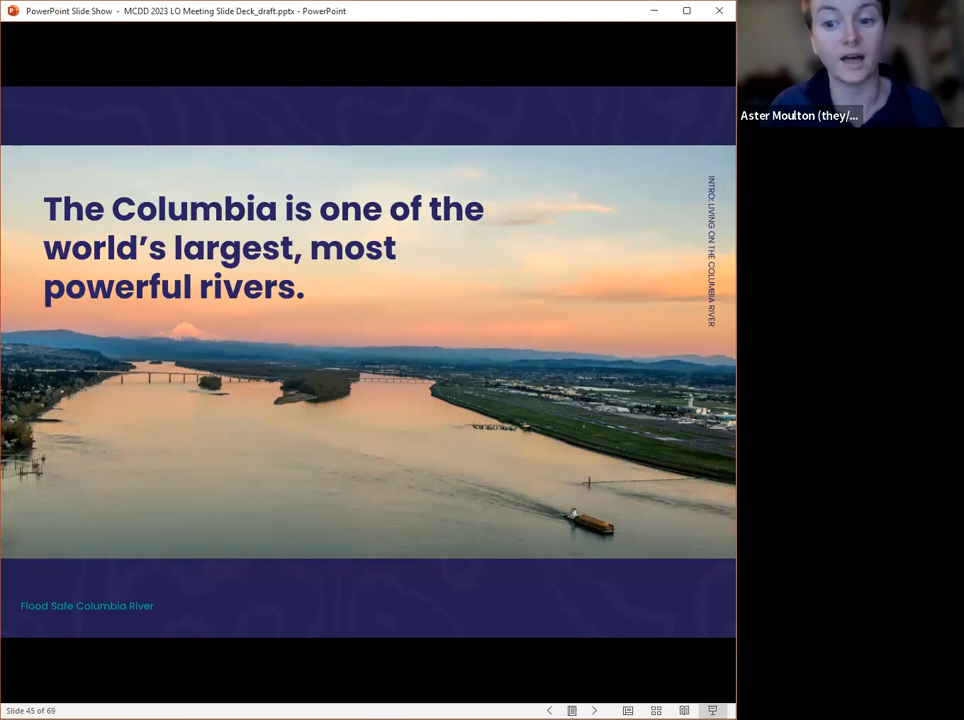 PowerPoint Slide Show - MCDD 2023 LO Meeting Slide Deck_draft.pptx - PowerPoint
Aster Moulton (they/...
The Columbia is one of the
world's largest, most
powerful rivers.
INTRO: LIVING ON THE COLUMBIA RIVER
Flood Safe Columbia River
Slide 45 of 69